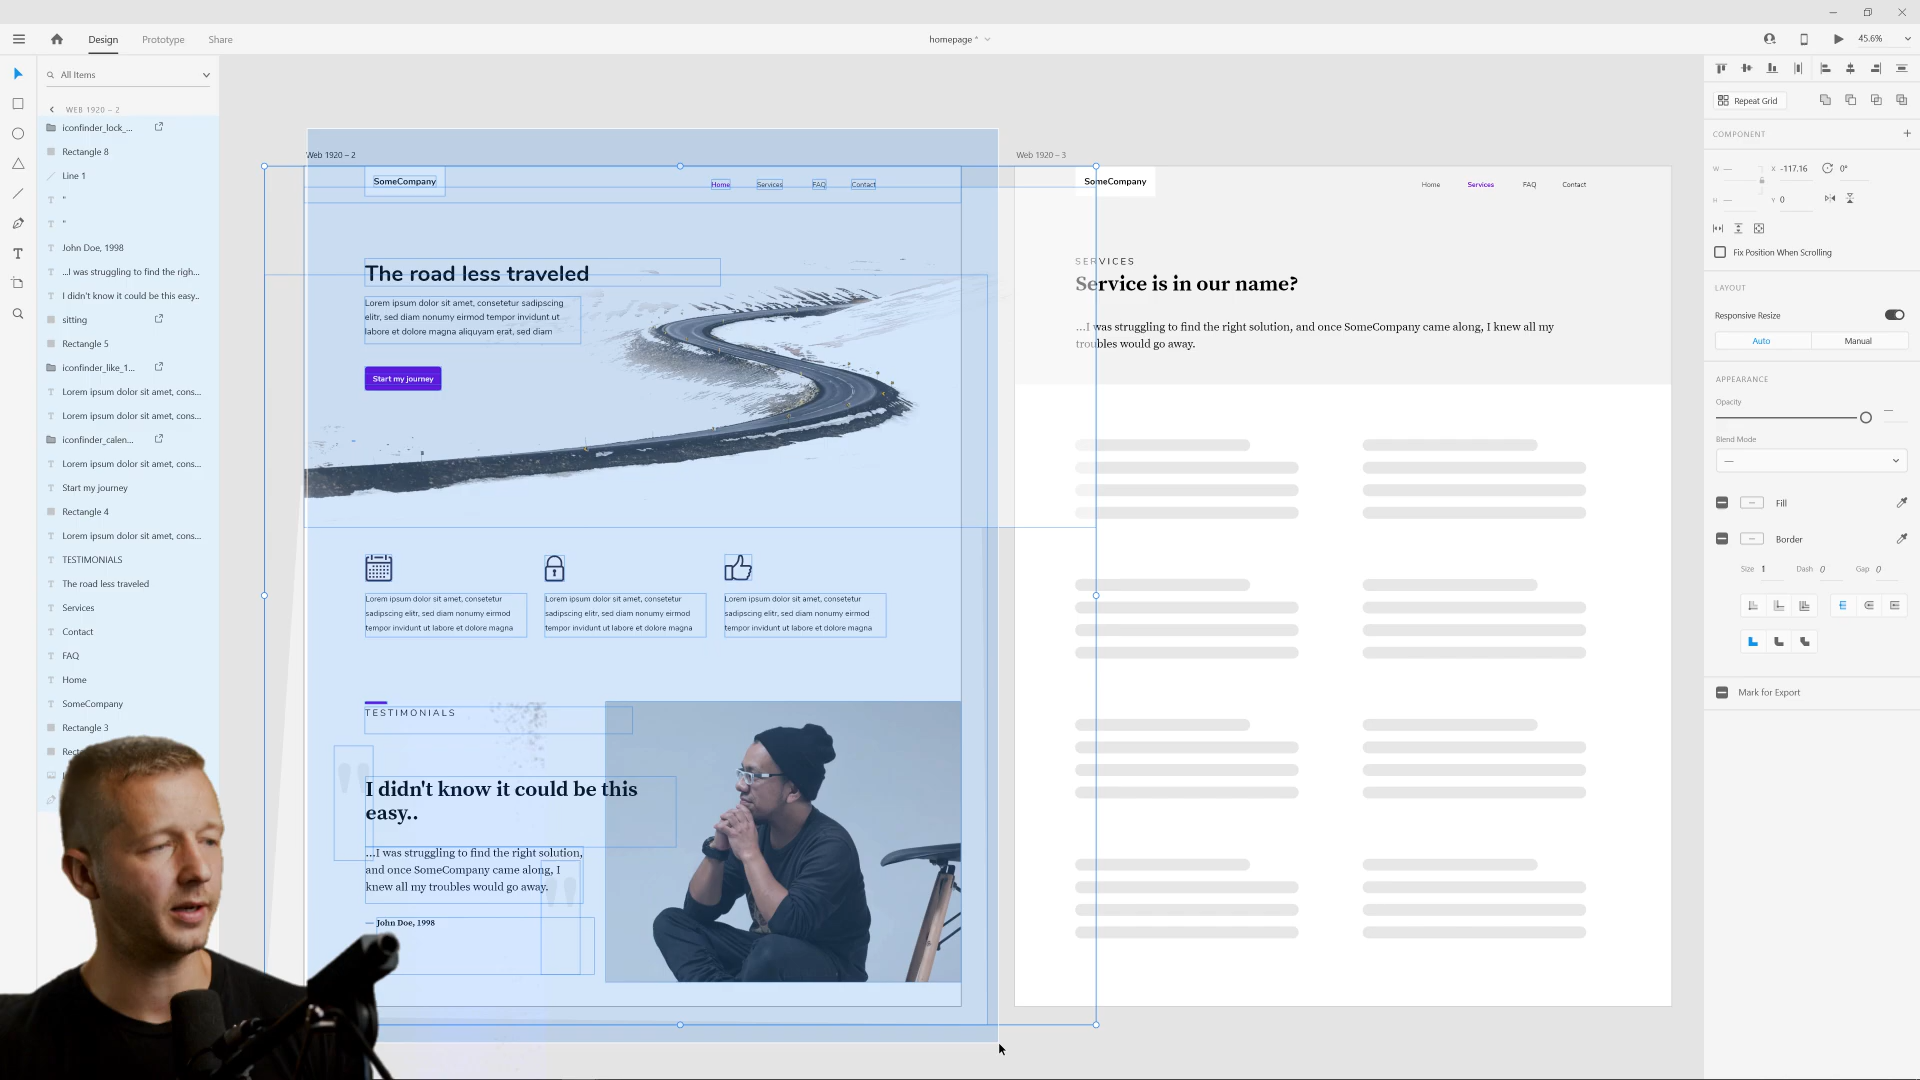 Design
Prototype
Share
homepage *
45.6%
All Items
WEB 1920 – 2
iconfinder_lock_...
Rectangle 8
Line 1
"
"
John Doe, 1998
...I was struggling to find the righ...
I didn't know it could be this easy..
sitting
Rectangle 5
iconfinder_like_1...
Lorem ipsum dolor sit amet, cons...
Lorem ipsum dolor sit amet, cons...
iconfinder_calen...
Lorem ipsum dolor sit amet, cons...
Start my journey
Rectangle 4
Lorem ipsum dolor sit amet, cons...
TESTIMONIALS
The road less traveled
Services
Contact
FAQ
Home
SomeCompany
Rectangle 3
Web 1920 – 2
SomeCompany
Home
Services
FAQ
Contact
The road less traveled
Lorem ipsum dolor sit amet, consetetur sadipscing
elitr, sed diam nonumy eirmod tempor invidunt ut
labore et dolore magna aliquyam erat, sed diam
Start my journey
Lorem ipsum dolor sit amet, consetetur
sadipscing elitr, sed diam nonumy eirmod
tempor invidunt ut labore et dolore magna
Lorem ipsum dolor sit amet, consetetur
sadipscing elitr, sed diam nonumy eirmod
tempor invidunt ut labore et dolore magna
Lorem ipsum dolor sit amet, consetetur
sadipscing elitr, sed diam nonumy eirmod
tempor invidunt ut labore et dolore magna
TESTIMONIALS
"
I didn't know it could be this
easy..
...I was struggling to find the right solution,
and once SomeCompany came along, I
knew all my troubles would go away.
"
— John Doe, 1998
Web 1920 – 3
SomeCompany
Home
Services
FAQ
Contact
SERVICES
Service is in our name?
...I was struggling to find the right solution, and once SomeCompany came along, I knew all my
troubles would go away.
Repeat Grid
COMPONENT
W
X -117.16
0°
H
Y 0
Fix Position When Scrolling
LAYOUT
Responsive Resize
Auto
Manual
APPEARANCE
Opacity
Blend Mode
Fill
Border
Size 1
Dash 0
Gap 0
Mark for Export